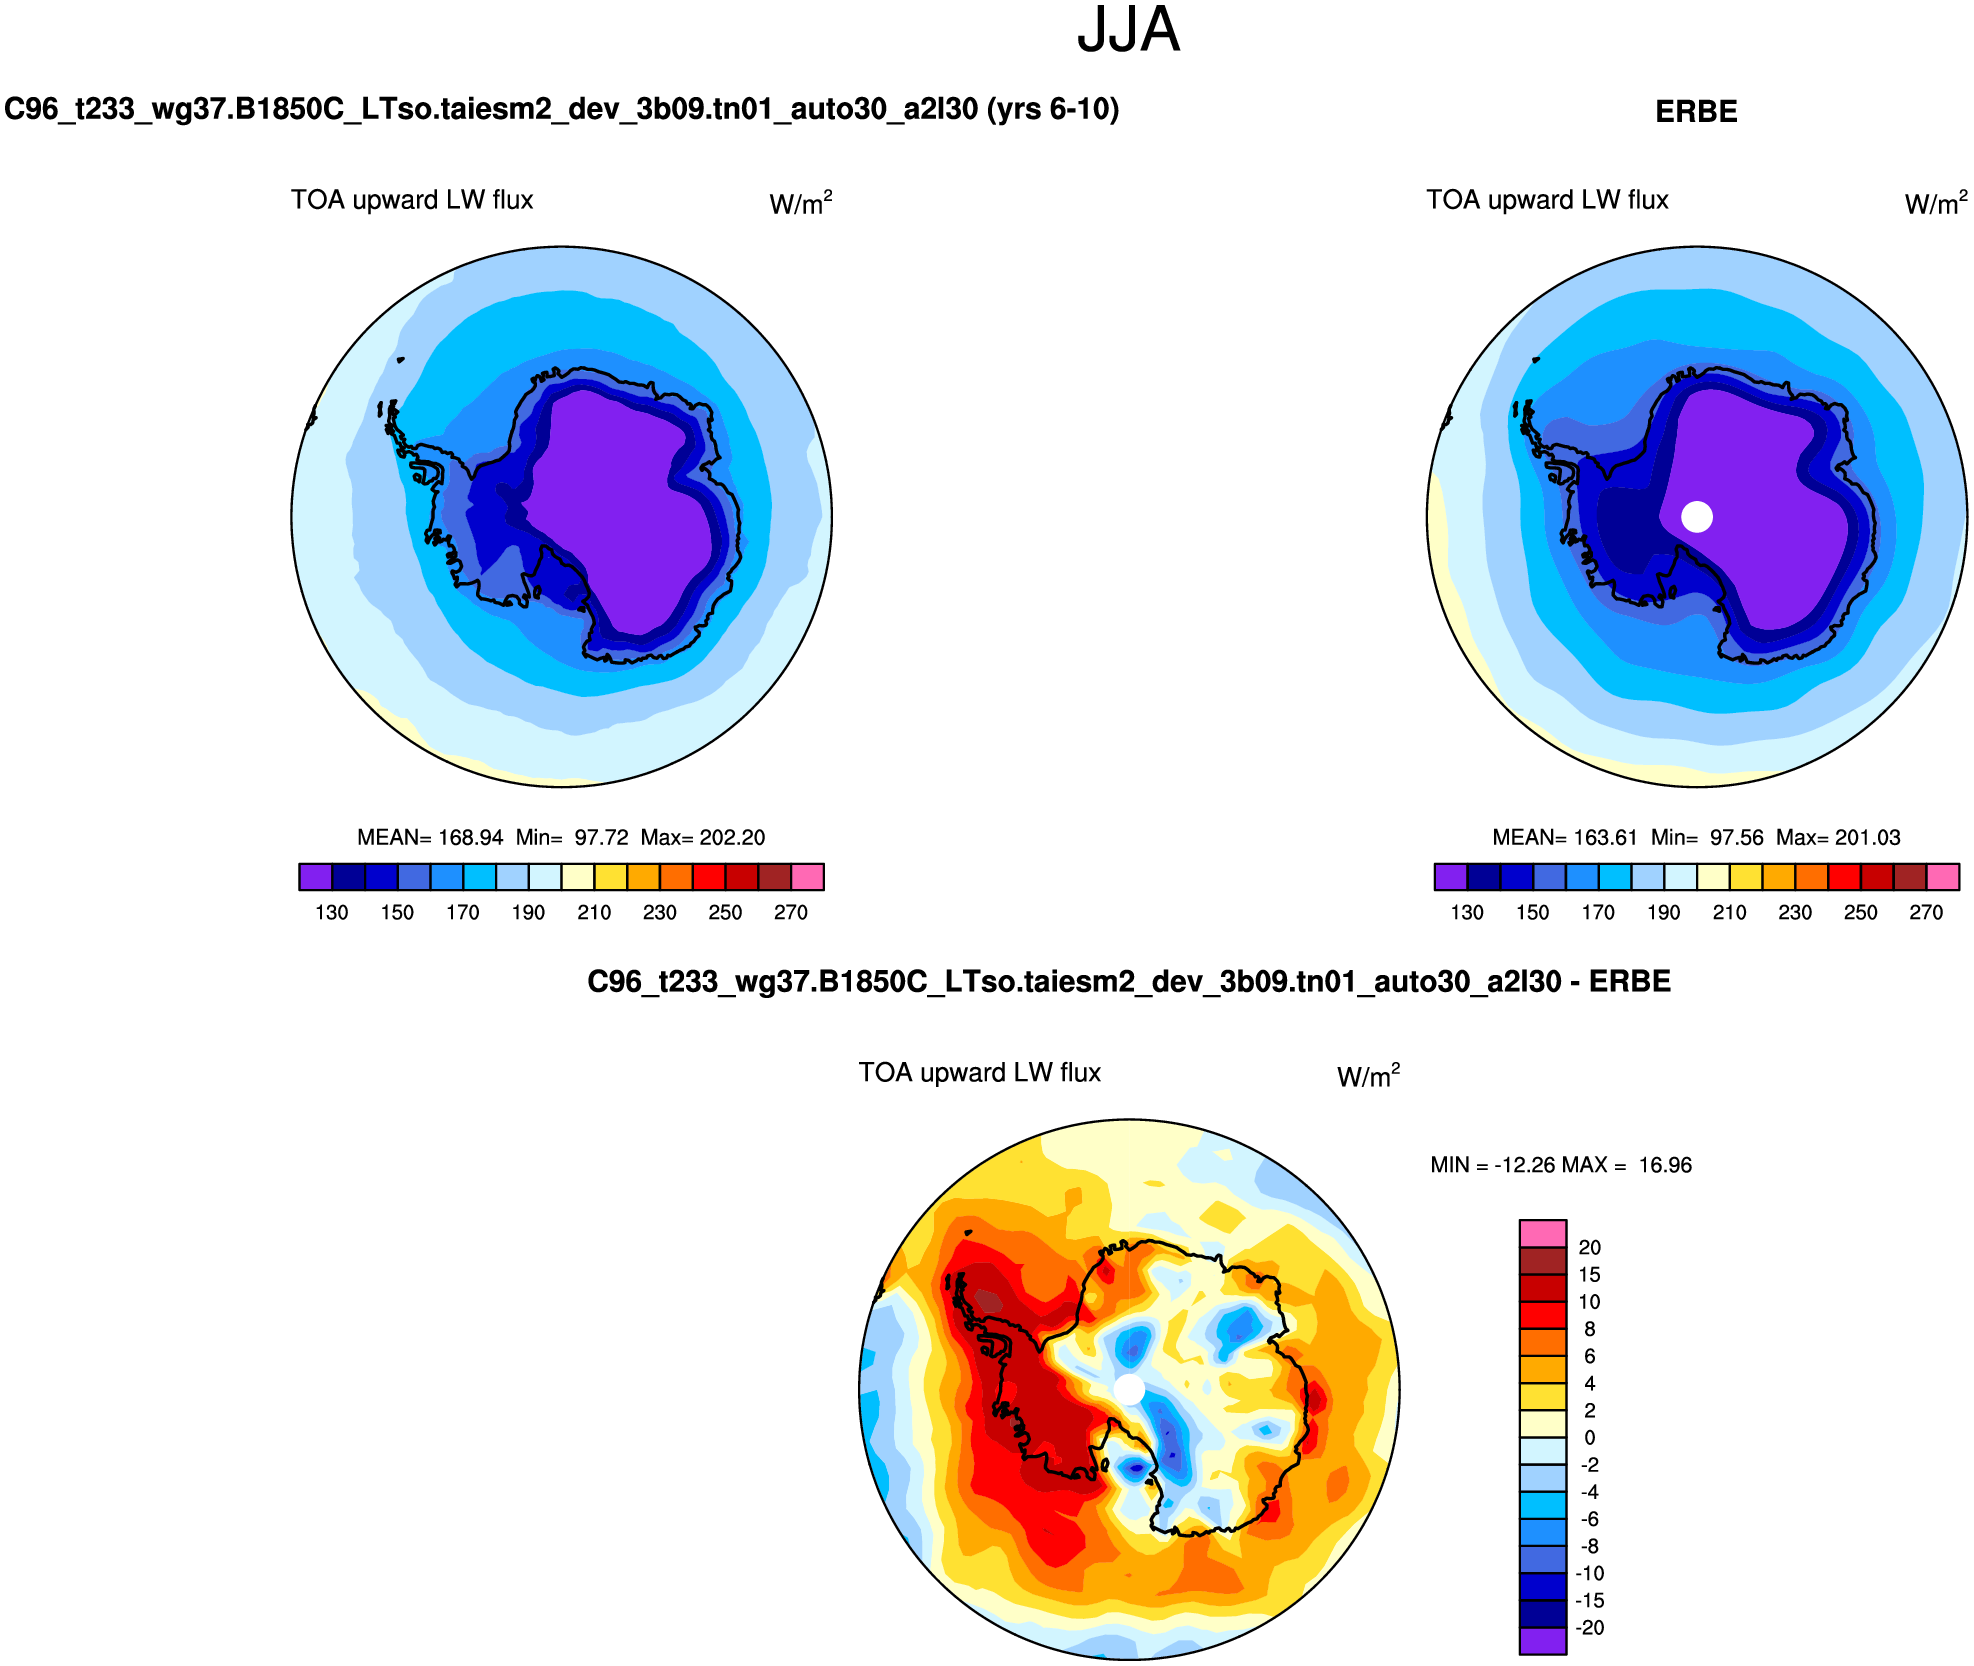 JJA
C96_t233_wg37.B1850C_LTso.taiesm2_dev_3b09.tn01_auto30_a2l30 (yrs 6-10)
ERBE
TOA upward LW flux
W/m²
TOA upward LW flux
W/m²
MEAN= 168.94 Min= 97.72 Max= 202.20
MEAN= 163.61 Min= 97.56 Max= 201.03
130 150 170 190 210 230 250 270
130 150 170 190 210 230 250 270
C96_t233_wg37.B1850C_LTso.taiesm2_dev_3b09.tn01_auto30_a2l30 - ERBE
TOA upward LW flux
W/m²
MIN = -12.26 MAX = 16.96
20
15
10
8
6
4
2
0
-2
-4
-6
-8
-10
-15
-20